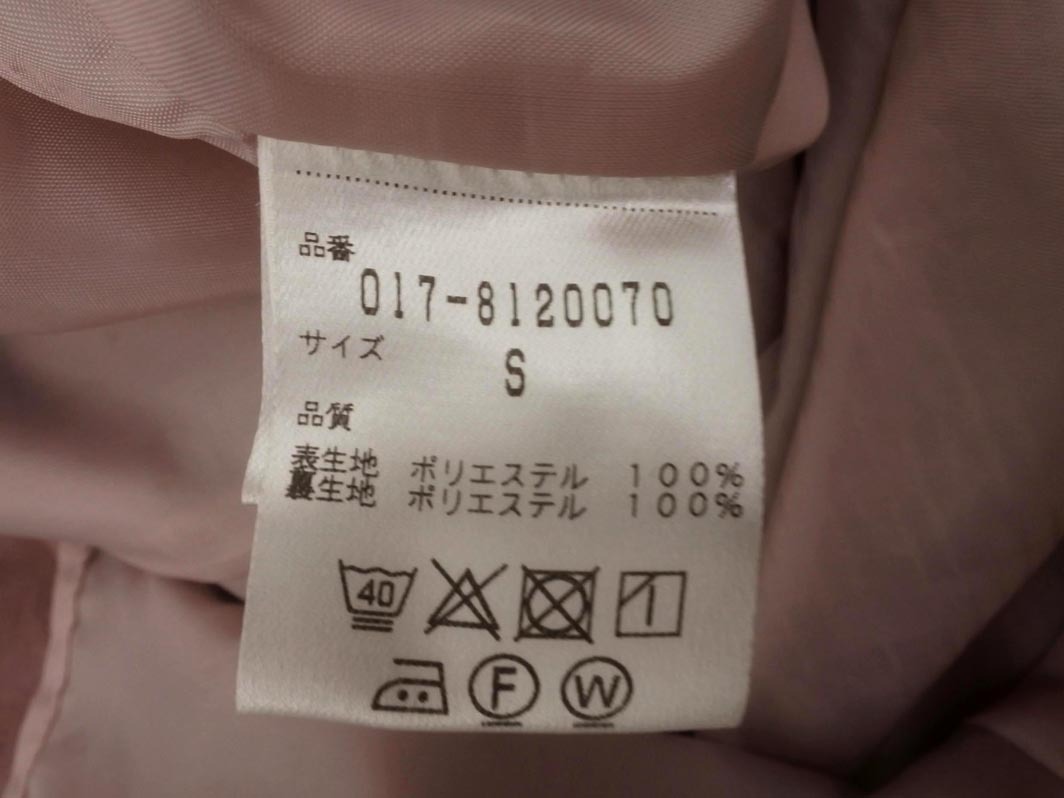 品番
017-8120070
サイズ
S
品質
表生地 ポリエステル 100%
裏生地 ポリエステル 100%
40
F
W